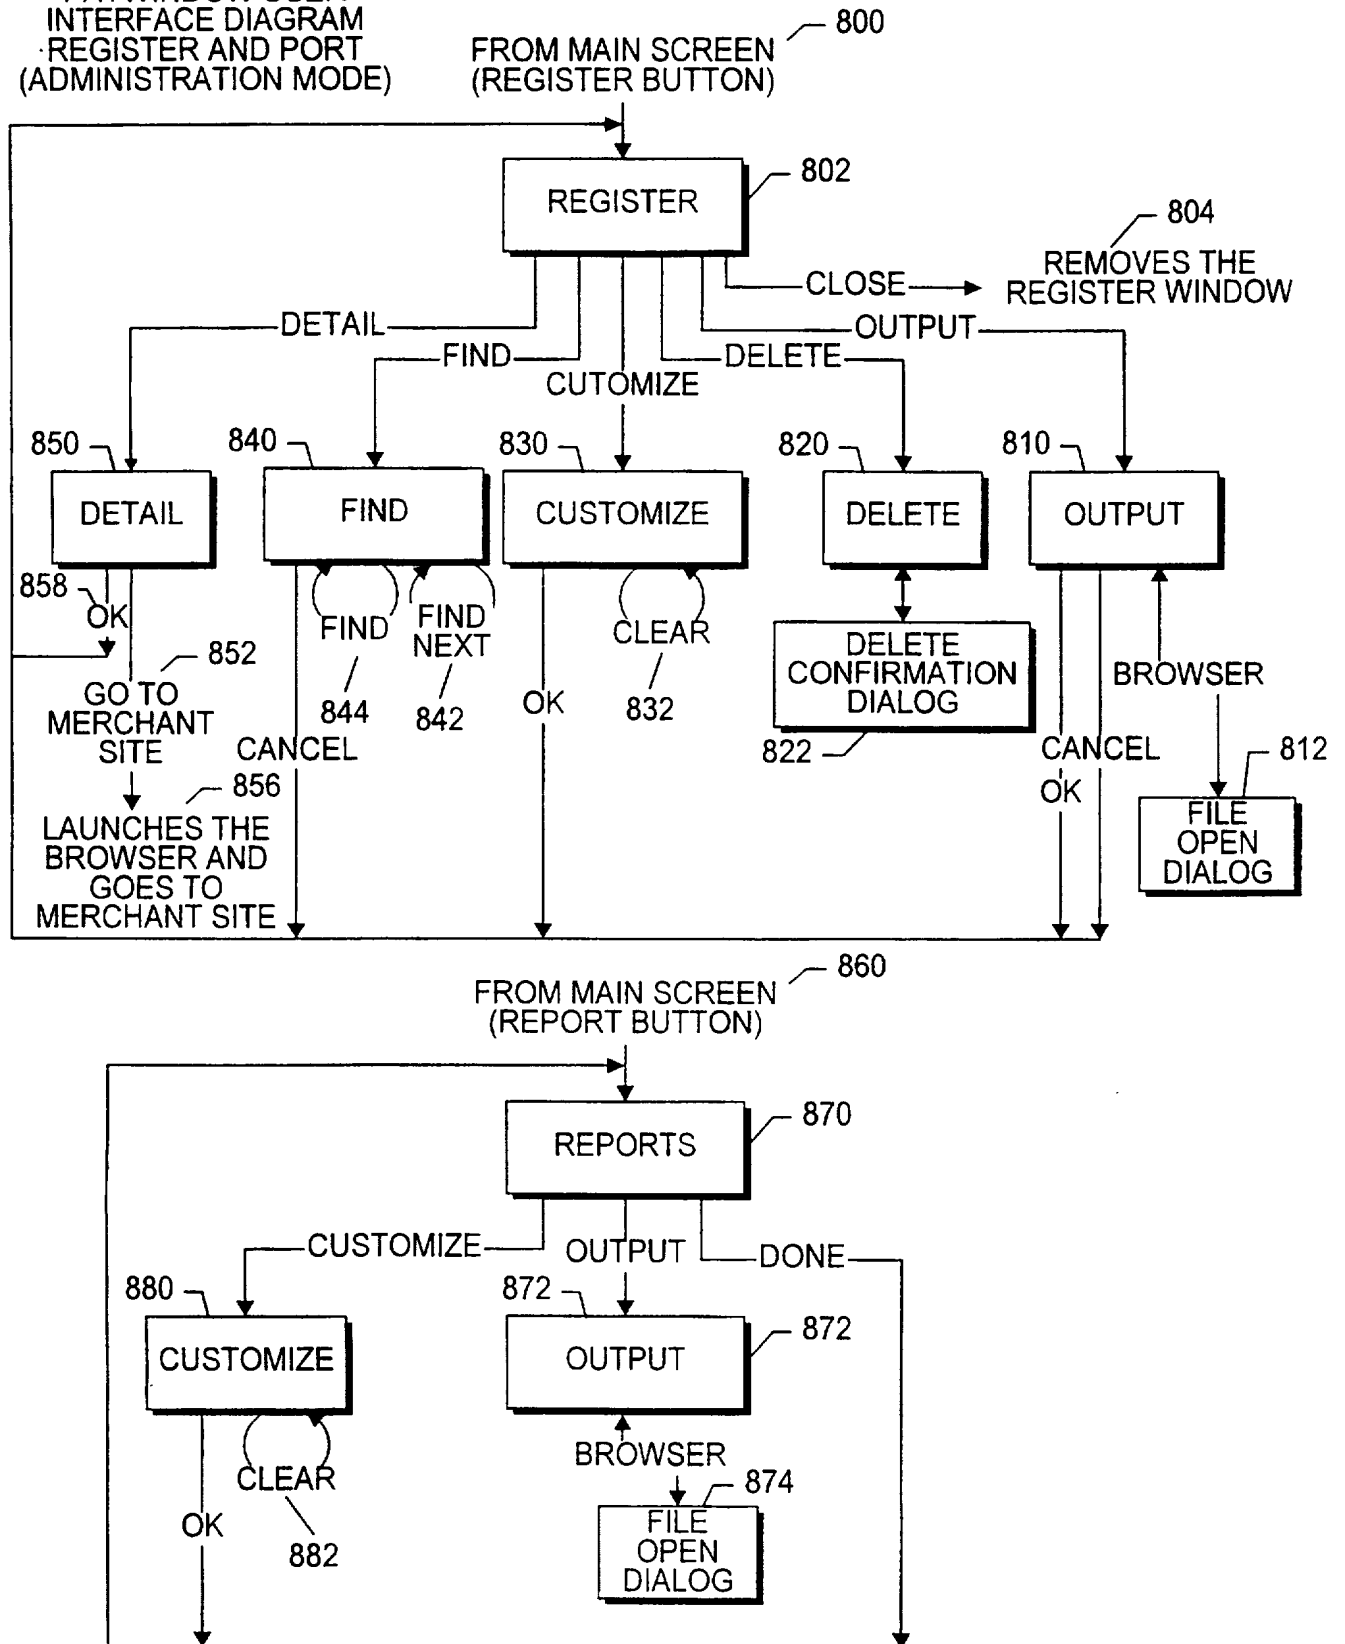 INTERFACE DIAGRAM
REGISTER AND PORT
(ADMINISTRATION MODE)
800
FROM MAIN SCREEN
(REGISTER BUTTON)
802
REGISTER
804
REMOVES THE
REGISTER WINDOW
CLOSE
DETAIL
OUTPUT
FIND
DELETE
CUTOMIZE
850
840
830
820
810
DETAIL
FIND
CUSTOMIZE
DELETE
OUTPUT
858
OK
FIND
FIND
NEXT
CLEAR
DELETE
CONFIRMATION
DIALOG
BROWSER
852
GO TO
MERCHANT
SITE
844
842
OK
832
822
CANCEL
CANCEL
OK
812
FILE
OPEN
DIALOG
856
LAUNCHES THE
BROWSER AND
GOES TO
MERCHANT SITE
860
FROM MAIN SCREEN
(REPORT BUTTON)
870
REPORTS
CUSTOMIZE
OUTPUT
DONE
880
872
872
CUSTOMIZE
OUTPUT
CLEAR
BROWSER
874
FILE
OPEN
DIALOG
OK
882